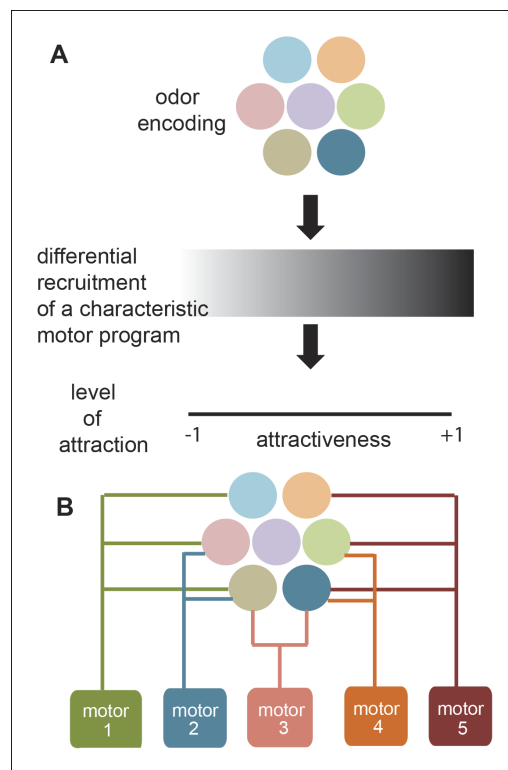 A
odor
encoding
differential
recruitment
of a characteristic
motor program
level
of
attraction
-1 attractiveness +1
B
motor
1
motor
2
motor
3
motor
4
motor
5